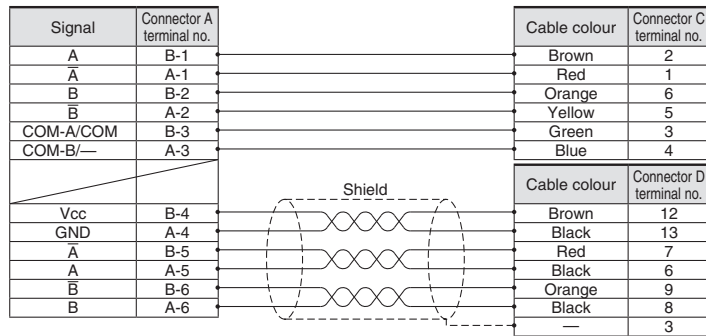 Signal Connector A terminal no. Cable colour Connector C terminal no.
A B-1 Brown 2
A̅ A-1 Red 1
B B-2 Orange 6
B̅ A-2 Yellow 5
COM-A/COM B-3 Green 3
COM-B/— A-3 Blue 4
Shield Cable colour Connector D terminal no.
Vcc B-4 Brown 12
GND A-4 Black 13
A̅ B-5 Red 7
A A-5 Black 6
B̅ B-6 Orange 9
B A-6 Black 8
— 3